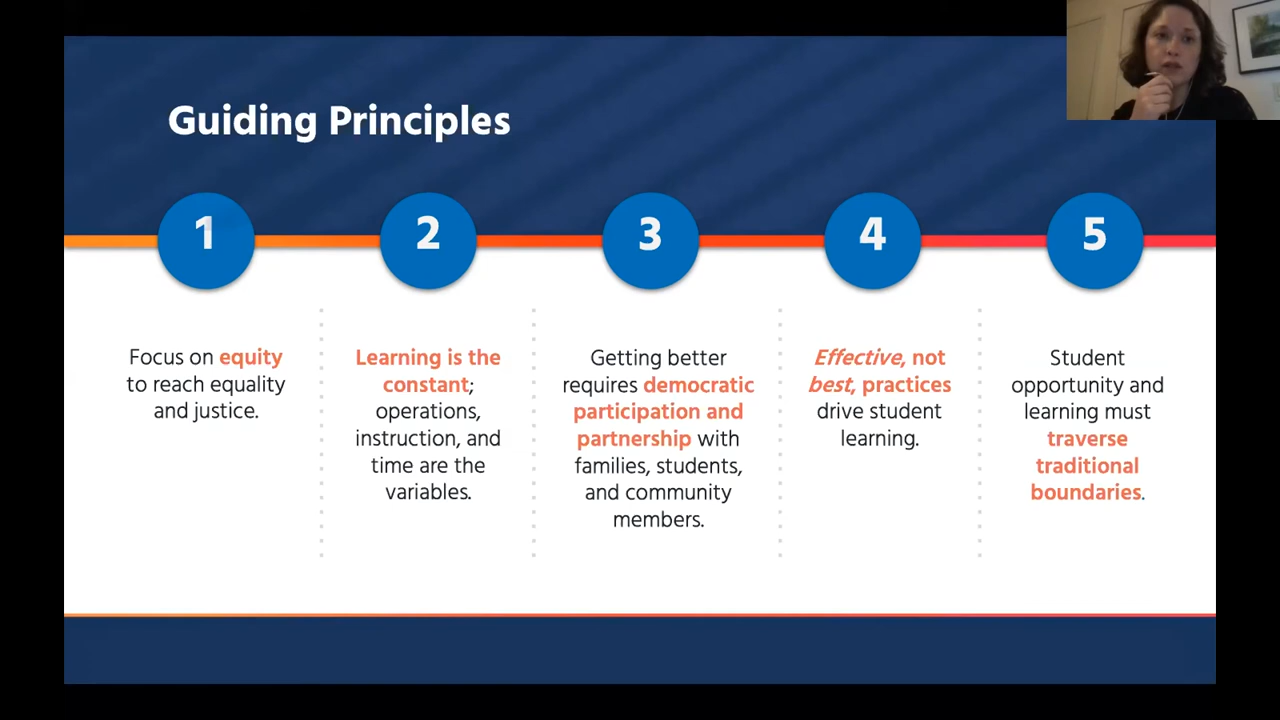 Guiding Principles
1
2
3
4
5
Focus on equity
to reach equality
and justice.
Learning is the
constant;
operations,
instruction, and
time are the
variables.
Getting better
requires democratic
participation and
partnership with
families, students,
and community
members.
Effective, not
best, practices
drive student
learning.
Student
opportunity and
learning must
traverse
traditional
boundaries.